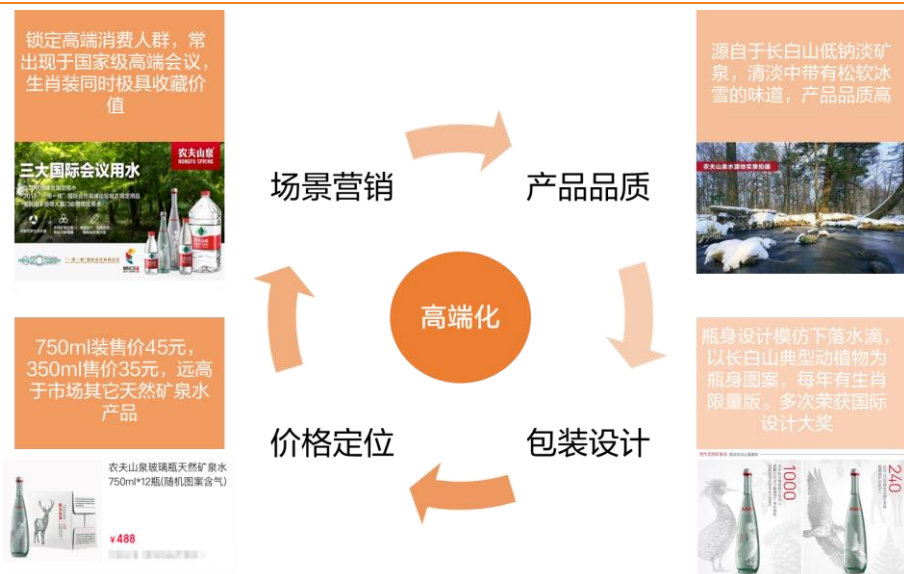 锁定高端消费人群，常
出现于国家级高端会议，
生肖装同时极具收藏价
值
农夫山泉
NONGFU SPRING
三大国际会议用水
场景营销
产品品质
源自于长白山低钠淡矿
泉，清淡中带有松软冰
雪的味道，产品品质高
农夫山泉水源地实景拍摄
高端化
750ml装售价45元，
350ml售价35元，远高
于市场其它天然矿泉水
产品
农夫山泉玻璃瓶天然矿泉水
750ml*12瓶(随机图案含气)
¥488
价格定位
包装设计
瓶身设计模仿下落水滴，
以长白山典型动植物为
瓶身图案，每年有生肖
限量版。多次荣获国际
设计大奖
1000
240